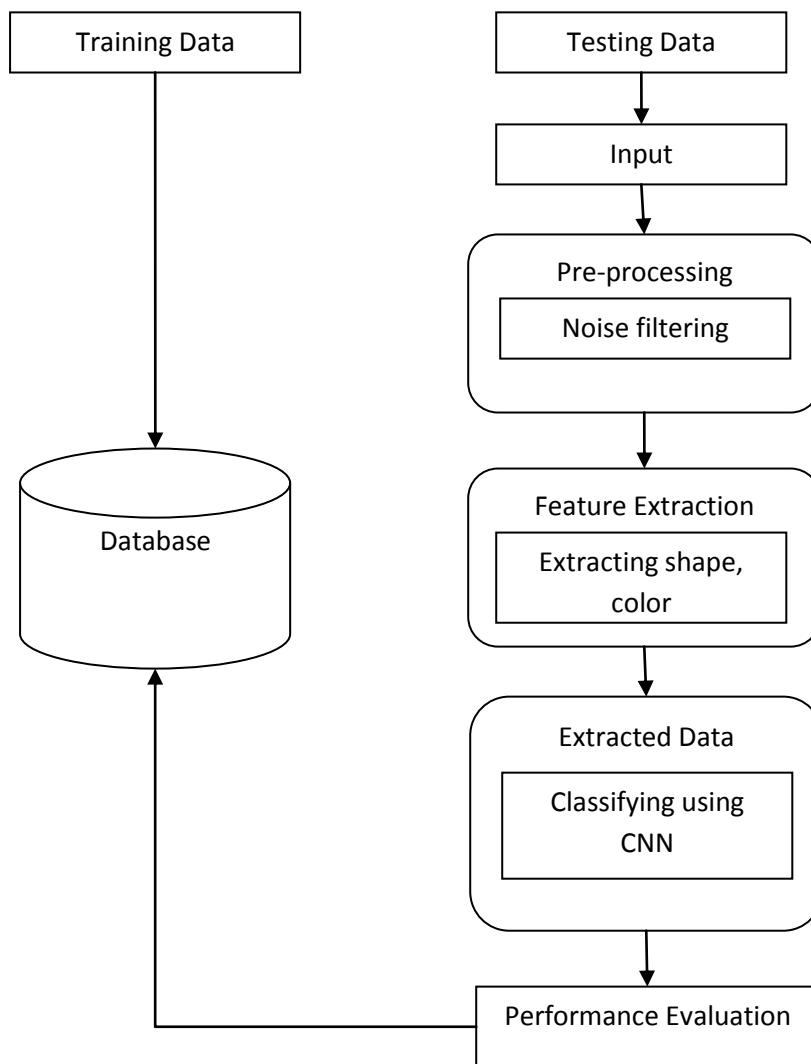 Training Data
Testing Data
Input
Pre-processing
Noise filtering
Database
Feature Extraction
Extracting shape,
color
Extracted Data
Classifying using
CNN
Performance Evaluation